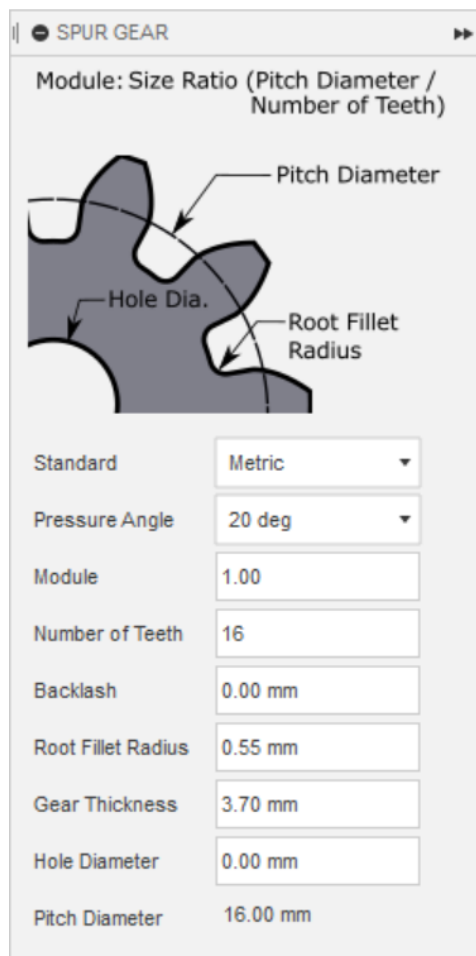 SPUR GEAR
Module: Size Ratio (Pitch Diameter /
Number of Teeth)
Pitch Diameter
Hole Dia.
Root Fillet
Radius
Standard Metric
Pressure Angle 20 deg
Module 1.00
Number of Teeth 16
Backlash 0.00 mm
Root Fillet Radius 0.55 mm
Gear Thickness 3.70 mm
Hole Diameter 0.00 mm
Pitch Diameter 16.00 mm